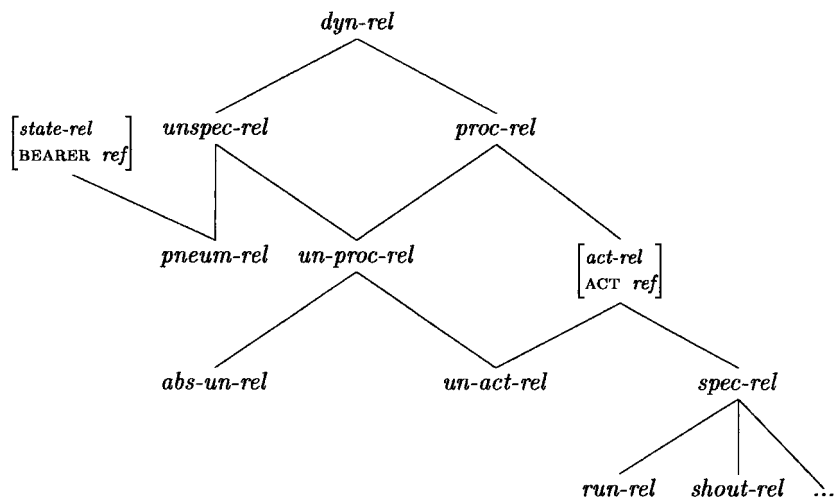 dyn-rel
state-rel unspec-rel proc-rel
BEARER ref
pneum-rel un-proc-rel act-rel
ACT ref
abs-un-rel un-act-rel spec-rel
run-rel shout-rel ...